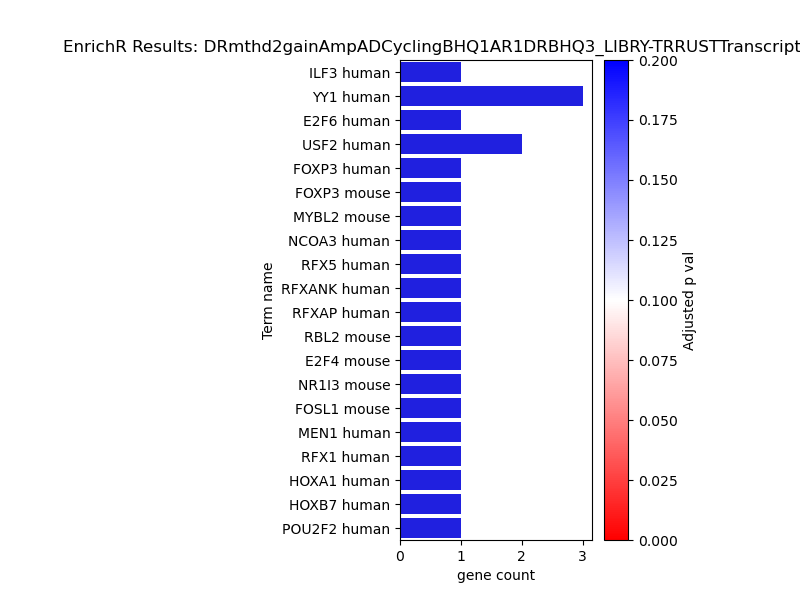 EnrichR Results: DRmthd2gainAmpADCyclingBHQ1AR1DRBHQ3_LIBRY-TRRUSTTranscript
ILF3 human
YY1 human
E2F6 human
USF2 human
FOXP3 human
FOXP3 mouse
MYBL2 mouse
NCOA3 human
RFX5 human
RFXANK human
RFXAP human
RBL2 mouse
E2F4 mouse
NR1I3 mouse
FOSL1 mouse
MEN1 human
RFX1 human
HOXA1 human
HOXB7 human
POU2F2 human
Term name
0 1 2 3
gene count
0.200
0.175
0.150
0.125
0.100
0.075
0.050
0.025
0.000
Adjusted p val